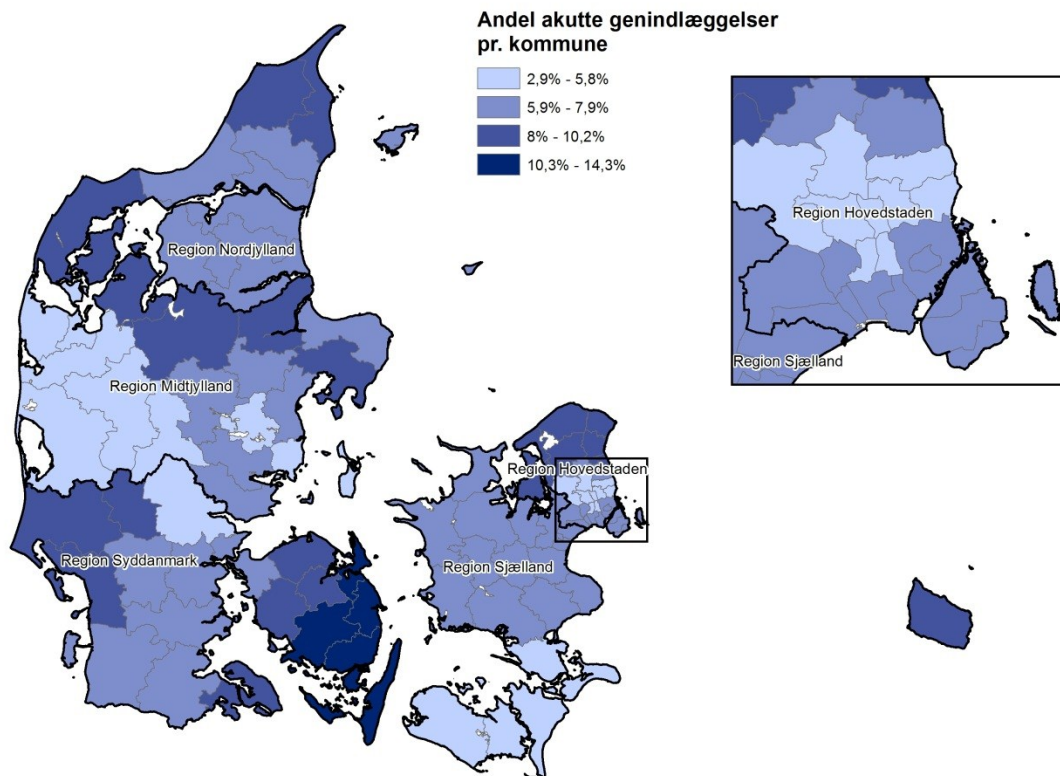 Andel akutte genindlæggelser
pr. kommune
2,9% - 5,8%
5,9% - 7,9%
8% - 10,2%
10,3% - 14,3%
Region Hovedstaden
Region Sjælland
Region Nordjylland
Region Midtjylland
Region Hovedstaden
Region Syddanmark
Region Sjælland